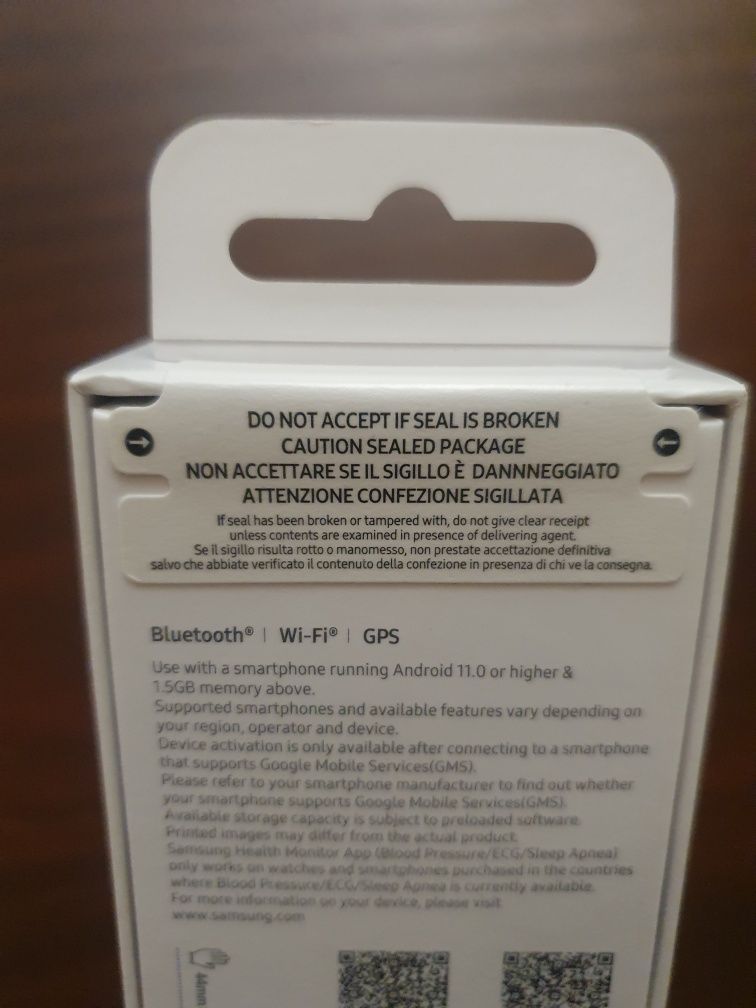 DO NOT ACCEPT IF SEAL IS BROKEN
CAUTION SEALED PACKAGE
NON ACCETTARE SE IL SIGILLO È DANNNEGGIATO
ATTENZIONE CONFEZIONE SIGILLATA
If seal has been broken or tampered with, do not give clear receipt
unless contents are examined in presence of delivering agent.
Se il sigillo risulta rotto o manomesso, non prestate accettazione definitiva
salvo che abbiate verificato il contenuto della confezione in presenza di chi ve la consegna.
Bluetooth® | Wi-Fi® | GPS
Use with a smartphone running Android 11.0 or higher &
1.5GB memory above.
Supported smartphones and available features vary depending on
your region, operator and device.
Device activation is only available after connecting to a smartphone
that supports Google Mobile Services(GMS).
Please refer to your smartphone manufacturer to find out whether
your smartphone supports Google Mobile Services(GMS).
Available storage capacity is subject to preloaded software.
Printed images may differ from the actual product.
Samsung Health Monitor App (Blood Pressure/ECG/Sleep Apnea)
only works on watches and smartphones purchased in the countries
where Blood Pressure/ECG/Sleep Apnea is currently available.
For more information on your device, please visit
www.samsung.com
44mm